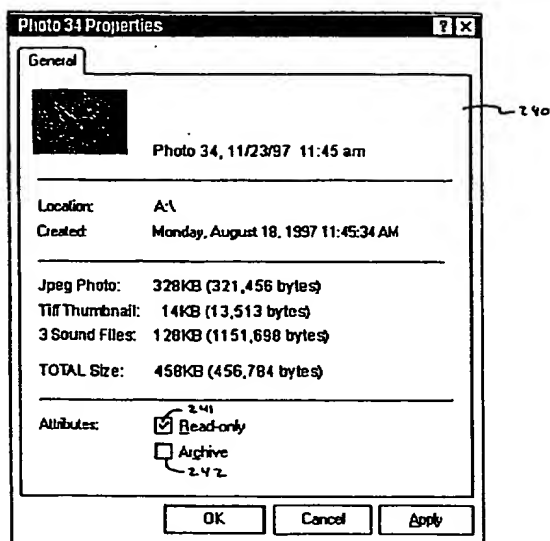 Photo 34 Properties ? X
General
240
Photo 34, 11/23/97 11:45 am
Location: A:\
Created: Monday, August 18, 1997 11:45:34 AM
Jpeg Photo: 328KB (321,456 bytes)
Tiff Thumbnail: 14KB (13,513 bytes)
3 Sound Files: 128KB (1151,698 bytes)
TOTAL Size: 458KB (456,784 bytes)
241
Attributes: Read-only
Archive
242
OK Cancel Apply